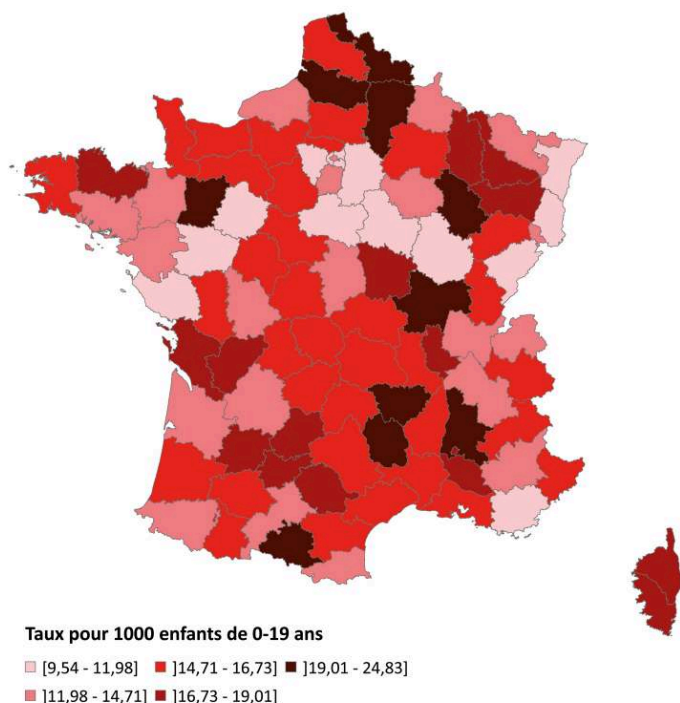 Taux pour 1000 enfants de 0-19 ans
[9,54 - 11,98] ]14,71 - 16,73] ]19,01 - 24,83]
]11,98 - 14,71] ]16,73 - 19,01]